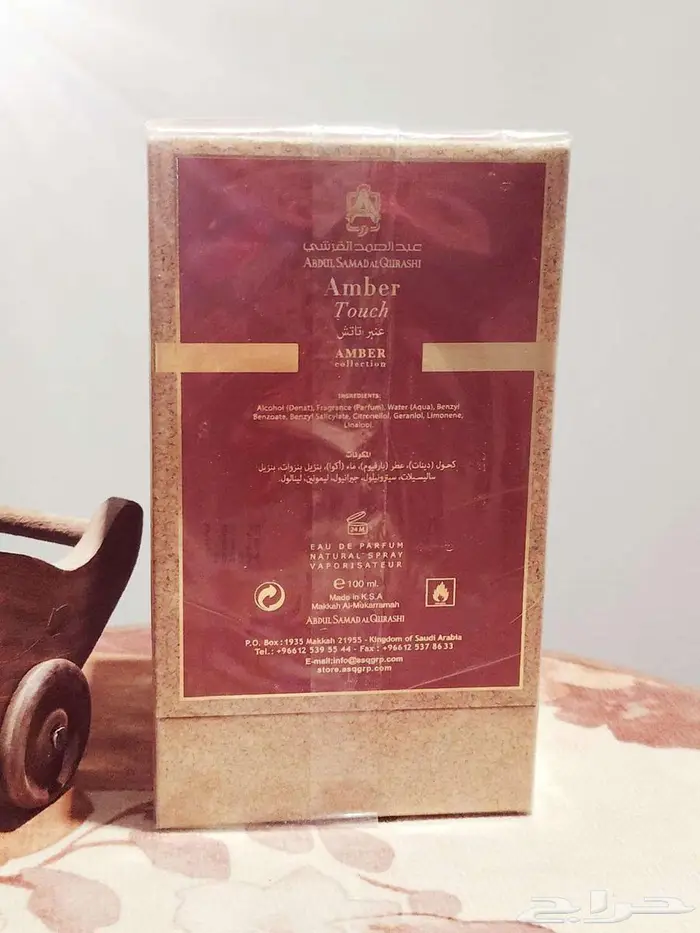 عبد الصمد القرشي
ABDUL SAMAD AL QURASHI
Amber
Touch
عنبر تاتش
AMBER
collection
INGREDIENTS:
Alcohol (Denat), Fragrance (Parfum), Water (Aqua), Benzyl
Benzoate, Benzyl Salicylate, Citronellol, Geraniol, Limonene,
Linalool.
المكونات
كحول (دينات)، عطر (بارفيوم)، ماء (أكوا)، بنزيل بنزوات، بنزيل
ساليسيلات، سيترونيلول، جيرانيول، ليمونين، لينالول.
24 M
EAU DE PARFUM
NATURAL SPRAY
VAPORISATEUR
e 100 ml.
Made in K.S.A
Makkah Al-Mukarramah
ABDUL SAMAD AL QURASHI
P.O. Box : 1935 Makkah 21955 - Kingdom of Saudi Arabia
Tel.: +96612 539 55 44 - Fax : +96612 537 86 33
E-mail:info@asqgrp.com
store.asqgrp.com
حراج